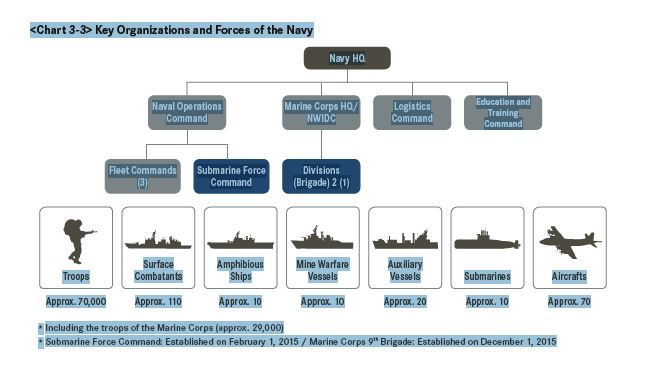 <Chart 3-3> Key Organizations and Forces of the Navy
Navy HQ
Naval Operations
Command
Marine Corps HQ/
NWIDC
Logistics
Command
Education and
Training
Command
Fleet Commands
(3)
Submarine Force
Command
Divisions
(Brigade) 2 (1)
Troops
Surface
Combatants
Amphibious
Ships
Mine Warfare
Vessels
Auxiliary
Vessels
Submarines
Aircrafts
Approx. 70,000
Approx. 110
Approx. 10
Approx. 10
Approx. 20
Approx. 10
Approx. 70
* Including the troops of the Marine Corps (approx. 29,000)
* Submarine Force Command: Established on February 1, 2015 / Marine Corps 9th Brigade: Established on December 1, 2015